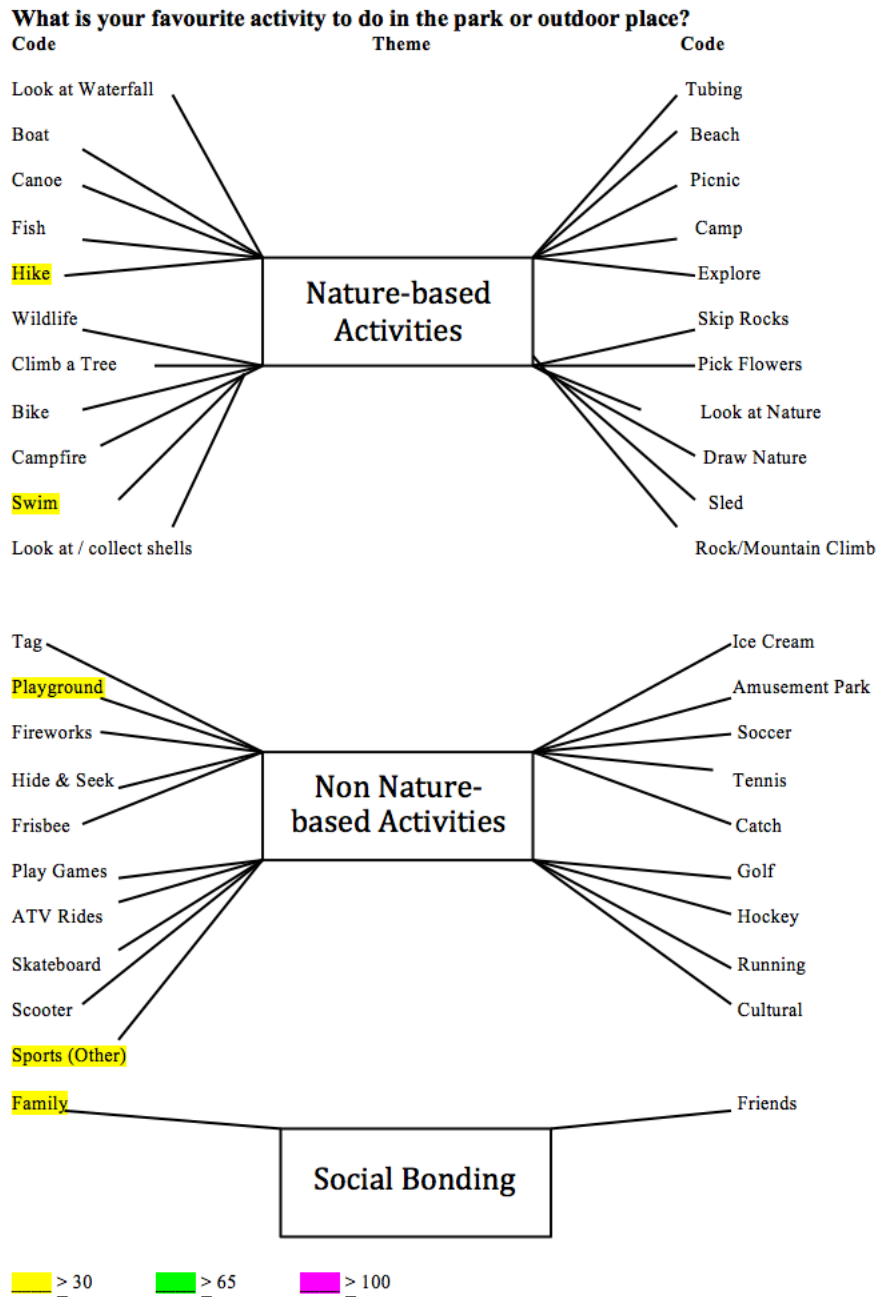 What is your favourite activity to do in the park or outdoor place?
Code Theme Code
Look at Waterfall Tubing
Boat Beach
Canoe Picnic
Fish Camp
Hike Explore
Nature-based
Activities
Wildlife Skip Rocks
Climb a Tree Pick Flowers
Bike Look at Nature
Campfire Draw Nature
Swim Sled
Look at / collect shells Rock/Mountain Climb
Tag Ice Cream
Playground Amusement Park
Fireworks Soccer
Hide & Seek Tennis
Non Nature-
based Activities
Frisbee Catch
Play Games Golf
ATV Rides Hockey
Skateboard Running
Scooter Cultural
Sports (Other)
Family Friends
Social Bonding
≥ 30 ≥ 65 ≥ 100